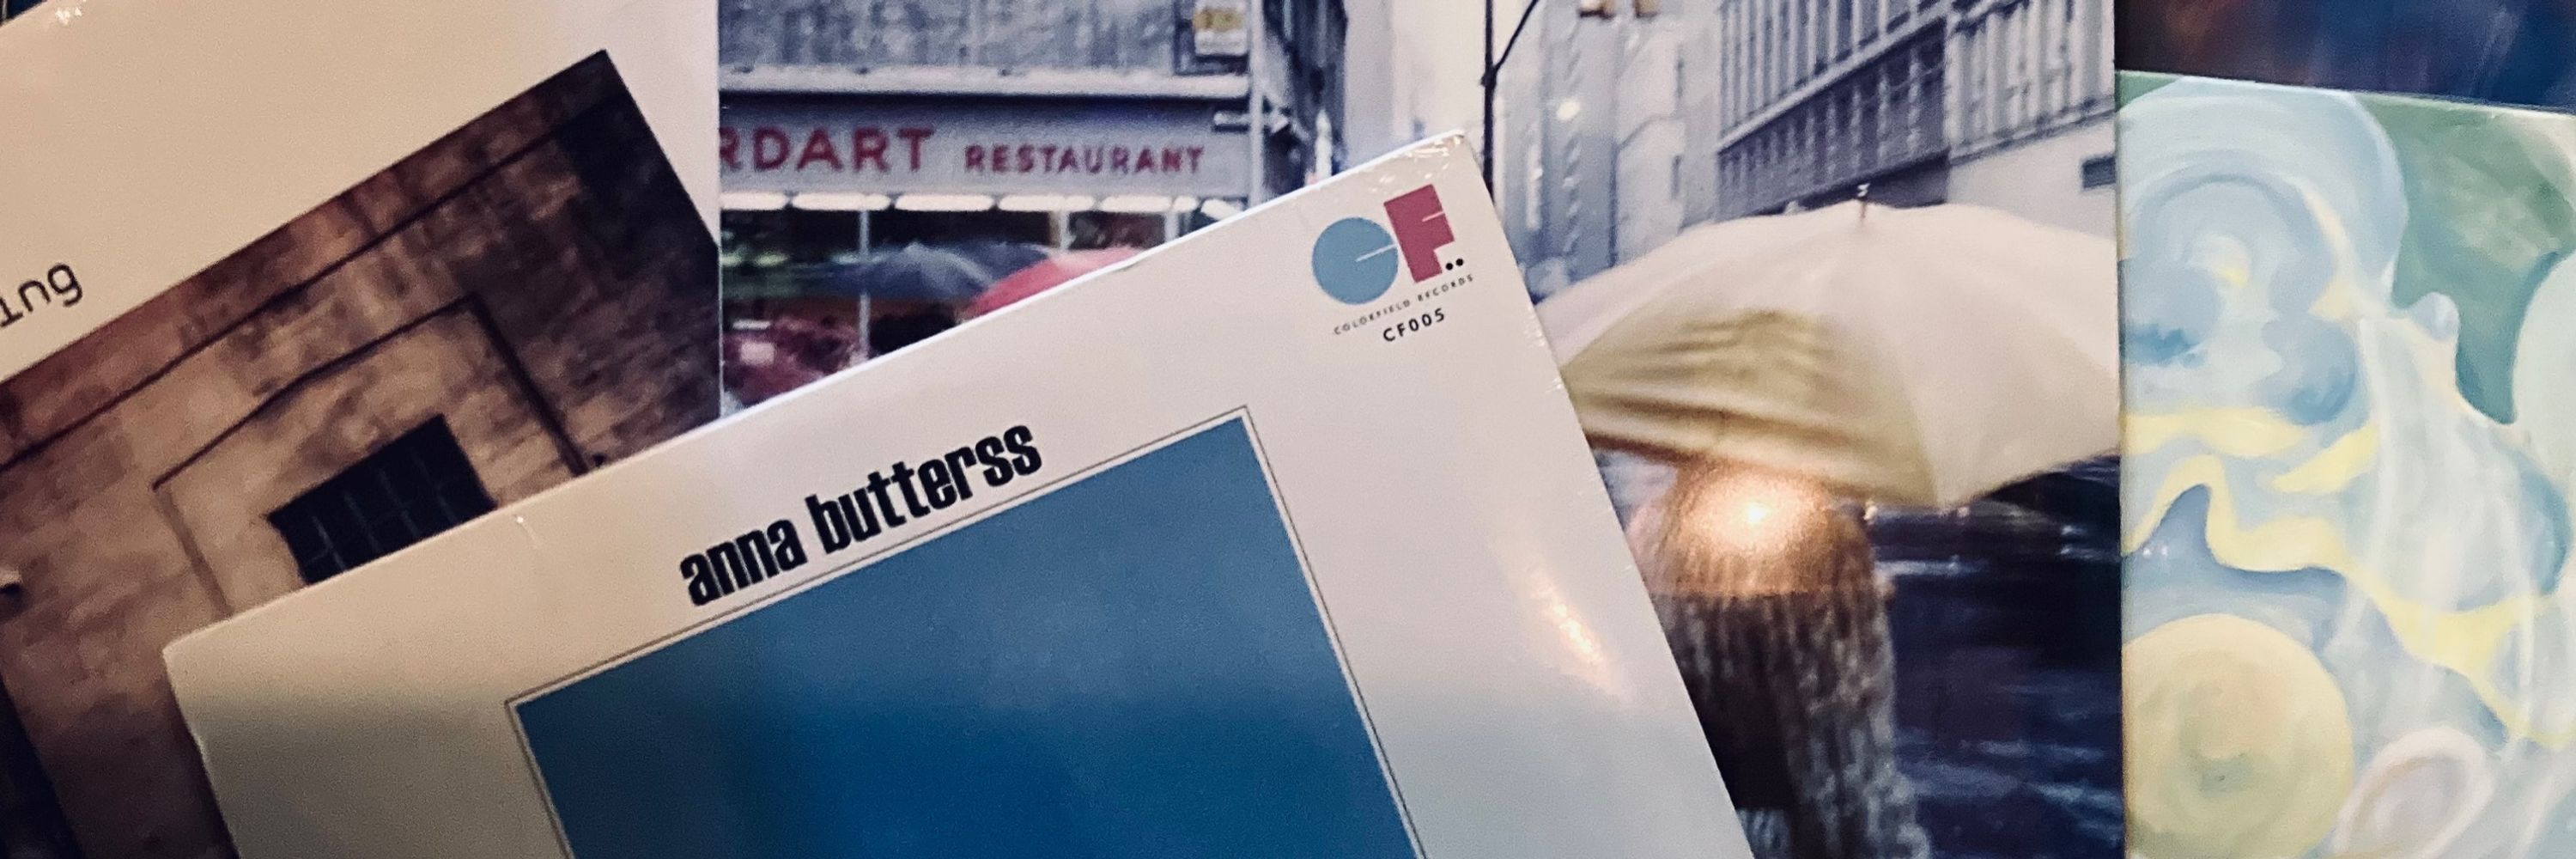 ing
RDART RESTAURANT
CF..
COLORFIELD RECORDS
CF005
anna butterss